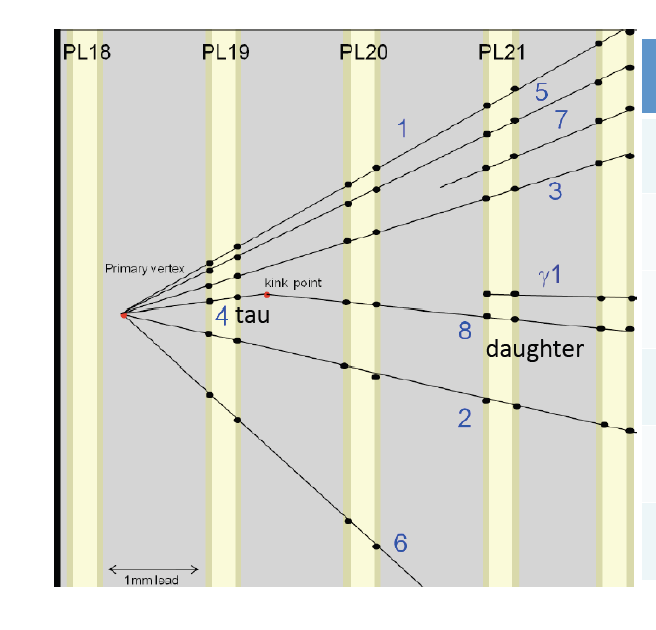 PL18 PL19 PL20 PL21
5
1
7
3
Primary vertex
γ1
kink point
4 tau
8
daughter
2
6
1mm lead